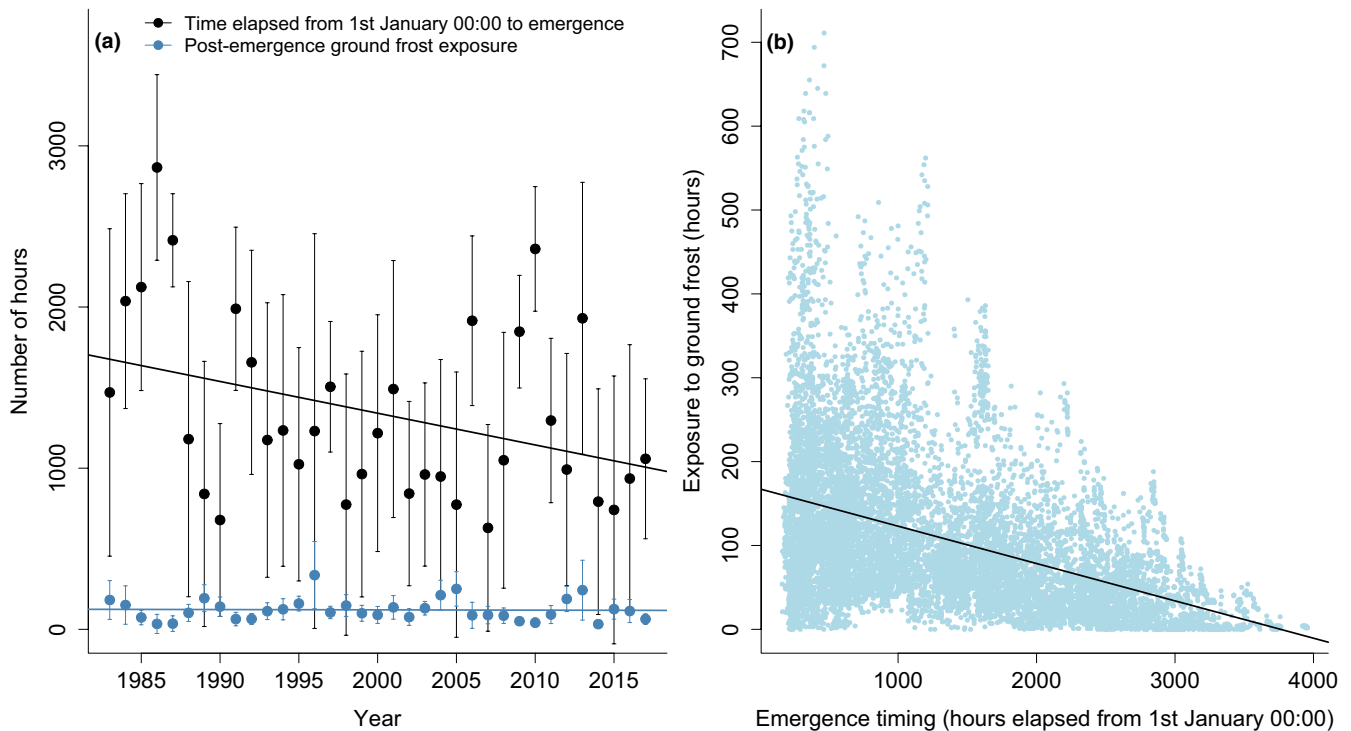 (a)
Time elapsed from 1st January 00:00 to emergence
Post-emergence ground frost exposure
Number of hours
3000
2000
1000
0
1985 1990 1995 2000 2005 2010 2015
Year
(b)
Exposure to ground frost (hours)
700
600
500
400
300
200
100
0
1000 2000 3000 4000
Emergence timing (hours elapsed from 1st January 00:00)